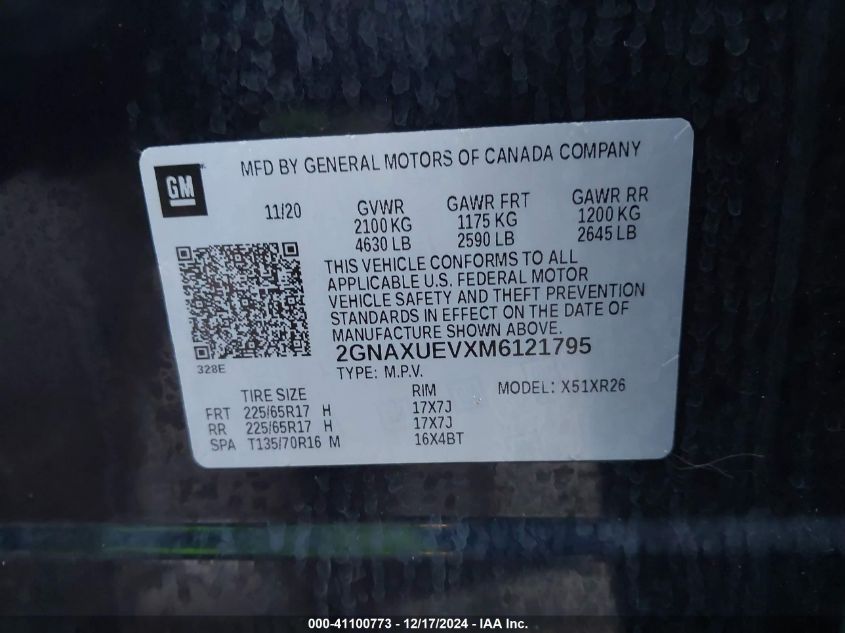 GM
MFD BY GENERAL MOTORS OF CANADA COMPANY
11/20 GVWR GAWR FRT GAWR RR
2100 KG 1175 KG 1200 KG
4630 LB 2590 LB 2645 LB
THIS VEHICLE CONFORMS TO ALL
APPLICABLE U.S. FEDERAL MOTOR
VEHICLE SAFETY AND THEFT PREVENTION
STANDARDS IN EFFECT ON THE DATE OF
MANUFACTURE SHOWN ABOVE.
2GNAXUEVXM6121795
328E
TYPE: M.P.V.
MODEL: X51XR26
TIRE SIZE RIM
FRT 225/65R17 H 17X7J
RR 225/65R17 H 17X7J
SPA T135/70R16 M 16X4BT
000-41100773 - 12/17/2024 - IAA Inc.